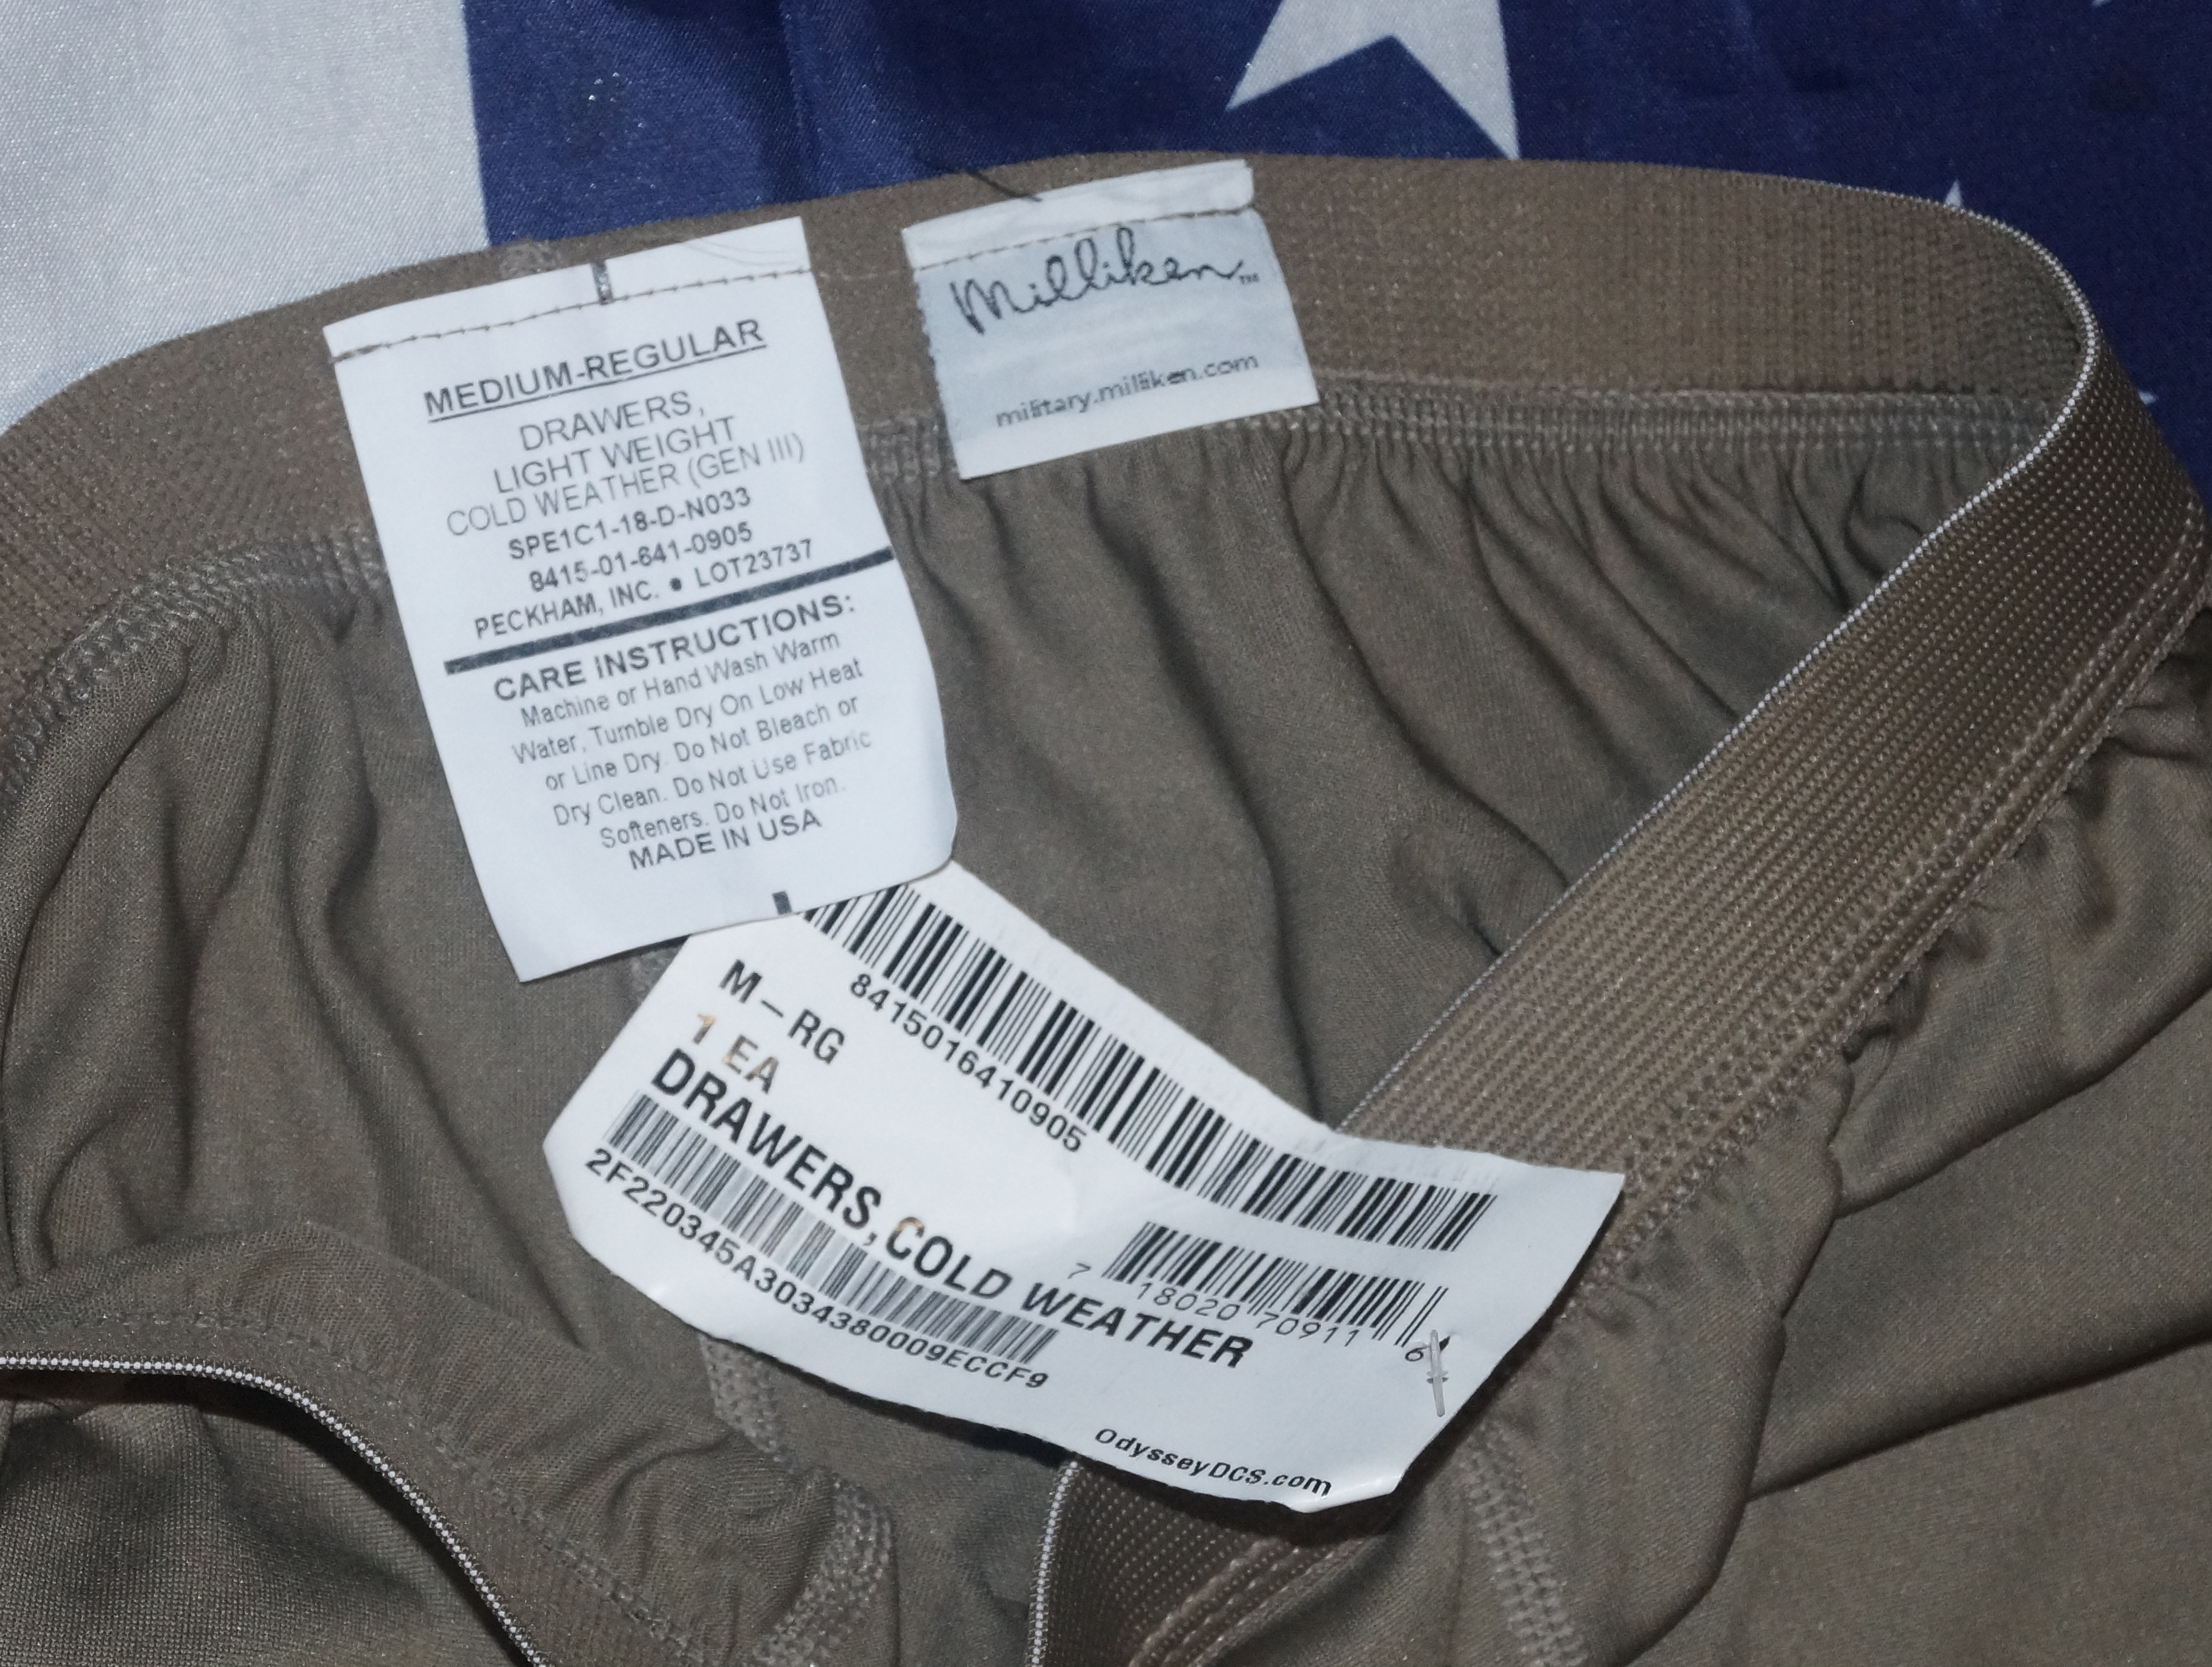 MEDIUM-REGULAR
DRAWERS,
LIGHT WEIGHT
COLD WEATHER (GEN III)
SPE1C1-18-D-N033
8415-01-641-0905
PECKHAM, INC. • LOT23737
CARE INSTRUCTIONS:
Machine or Hand Wash Warm
Water, Tumble Dry On Low Heat
or Line Dry. Do Not Bleach or
Dry Clean. Do Not Use Fabric
Softeners. Do Not Iron.
MADE IN USA
Milliken™
military.milliken.com
8415016410905
M-RG
1 EA
DRAWERS,COLD WEATHER
2F220345A3034380009ECCF9
7 18020 70911 6
OdysseyDCS.com